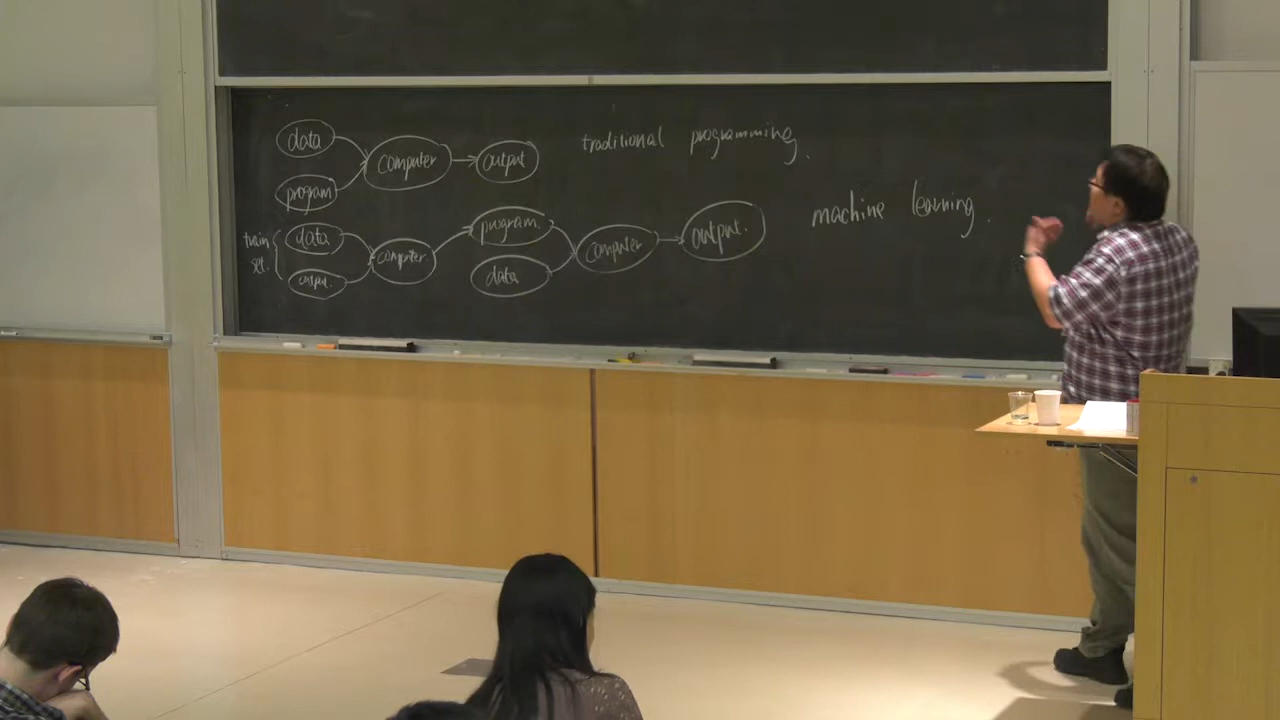 data computer output traditional programming.
program
train set. data computer program. computer output. machine learning.
output. data